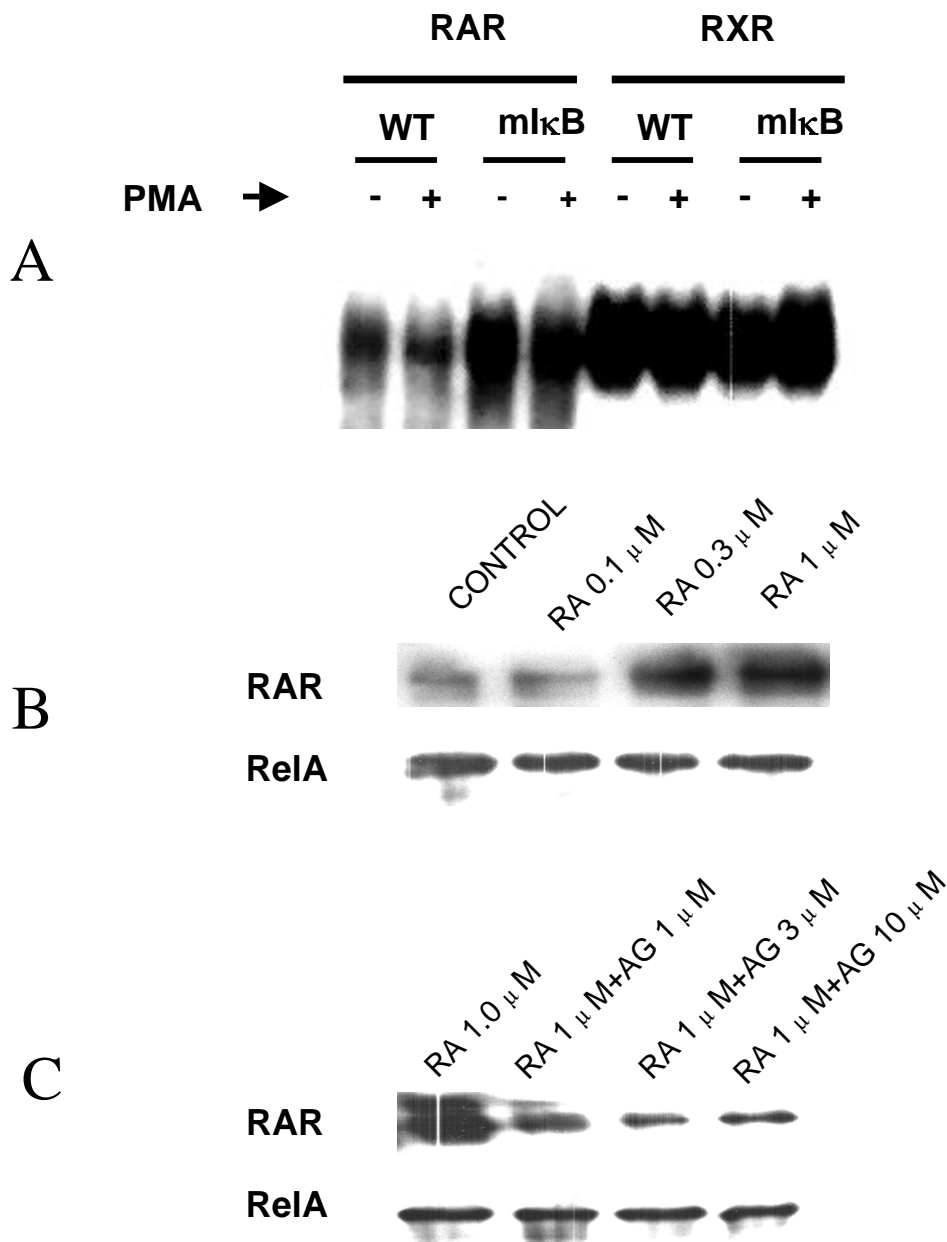 RAR RXR
WT mIκB WT mIκB
PMA → - + - + - + - +
A
CONTROL RA 0.1 μM RA 0.3 μM RA 1 μM
B
RAR
RelA
RA 1.0 μM RA 1 μM+AG 1 μM RA 1 μM+AG 3 μM RA 1 μM+AG 10 μM
C
RAR
RelA